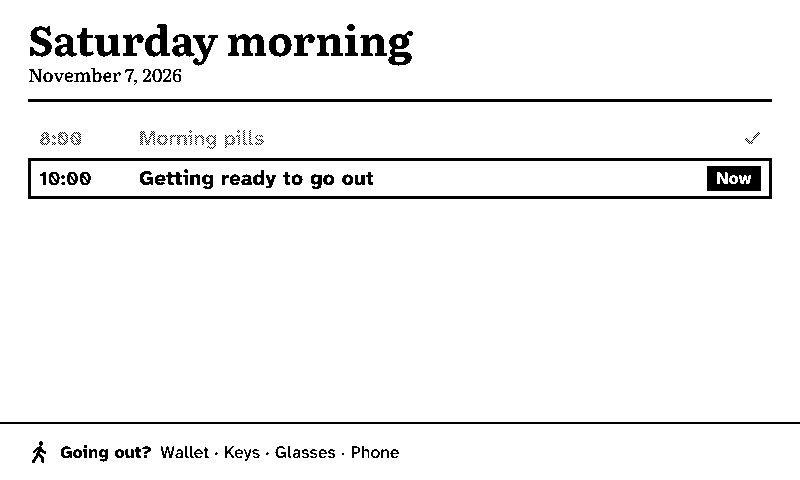 Saturday morning
November 7, 2026
8:00 Morning pills ✓
10:00 Getting ready to go out Now
Going out? Wallet · Keys · Glasses · Phone